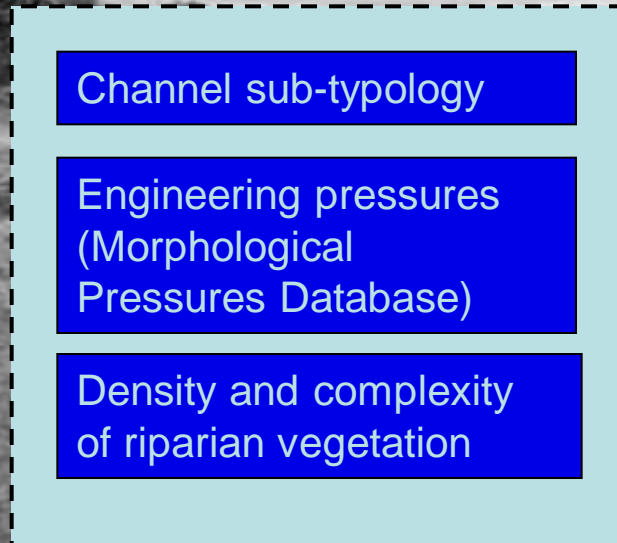 Channel sub-typology
Engineering pressures
(Morphological
Pressures Database)
Density and complexity
of riparian vegetation